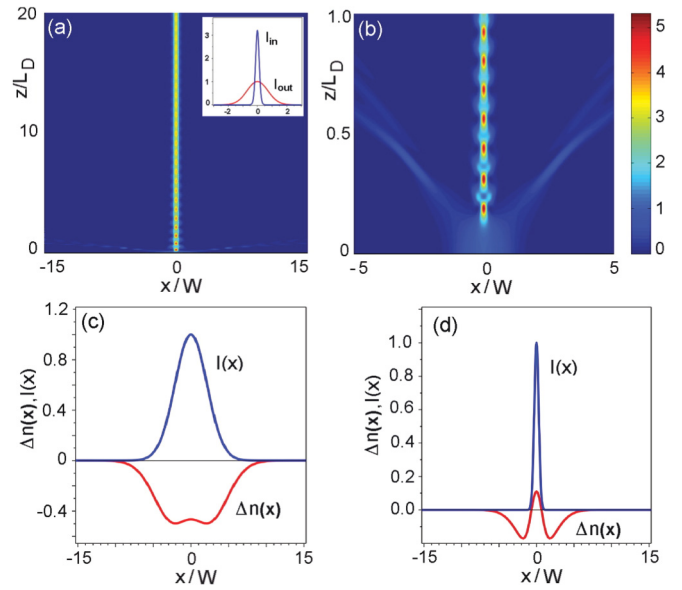 (a)
20
10
0
z/L_D
-15
0
15
x/W
I_in
I_out
3
2
1
0
-2
0
2
(b)
1.0
0.5
0
z/L_D
-5
0
5
x/W
5
4
3
2
1
0
(c)
1.2
0.8
0.4
0
-0.4
Δn(x), I(x)
I(x)
Δn(x)
-15
0
15
x/W
(d)
1.0
0.8
0.6
0.4
0.2
0.0
-0.2
Δn(x), I(x)
I(x)
Δn(x)
-15
0
15
x/W